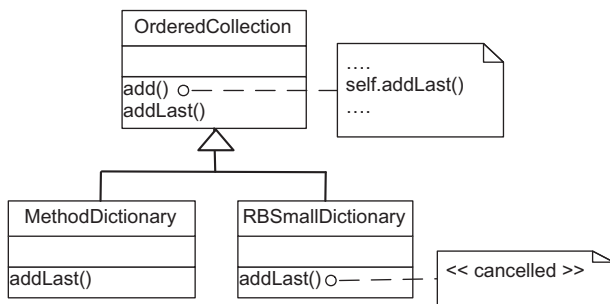 OrderedCollection
add()
addLast()
....
self.addLast()
....
MethodDictionary
addLast()
RBSmallDictionary
addLast()
<< cancelled >>